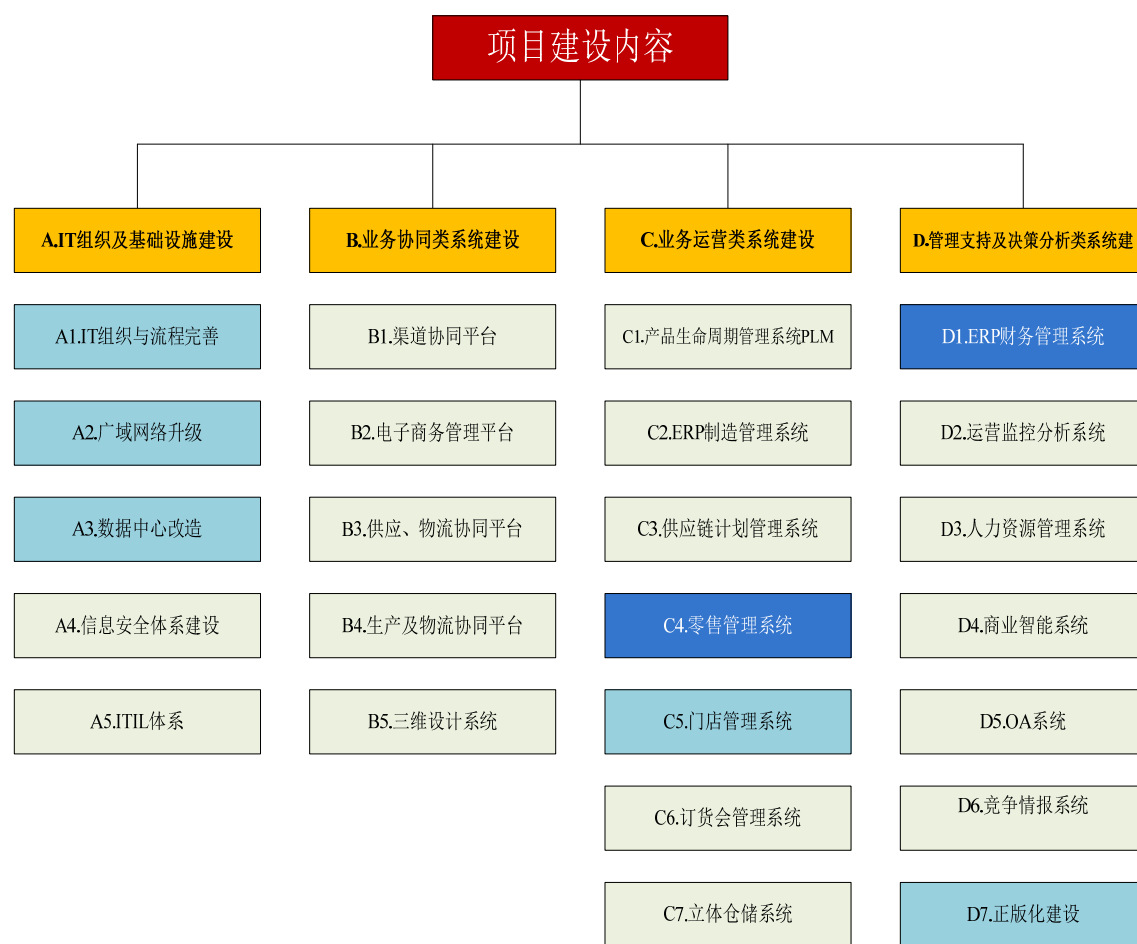 项目建设内容
A.IT组织及基础设施建设
B.业务协同类系统建设
C.业务运营类系统建设
D.管理支持及决策分析类系统建
A1.IT组织与流程完善
B1.渠道协同平台
C1.产品生命周期管理系统PLM
D1.ERP财务管理系统
A2.广域网络升级
B2.电子商务管理平台
C2.ERP制造管理系统
D2.运营监控分析系统
A3.数据中心改造
B3.供应、物流协同平台
C3.供应链计划管理系统
D3.人力资源管理系统
A4.信息安全体系建设
B4.生产及物流协同平台
C4.零售管理系统
D4.商业智能系统
A5.ITIL体系
B5.三维设计系统
C5.门店管理系统
D5.OA系统
C6.订货会管理系统
D6.竞争情报系统
C7.立体仓储系统
D7.正版化建设